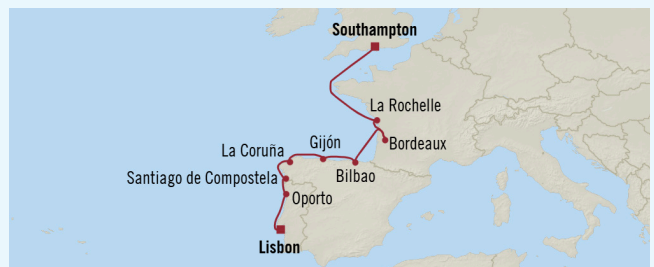 Southampton
La Rochelle
Bordeaux
Gijón
La Coruña
Bilbao
Santiago de Compostela
Oporto
Lisbon